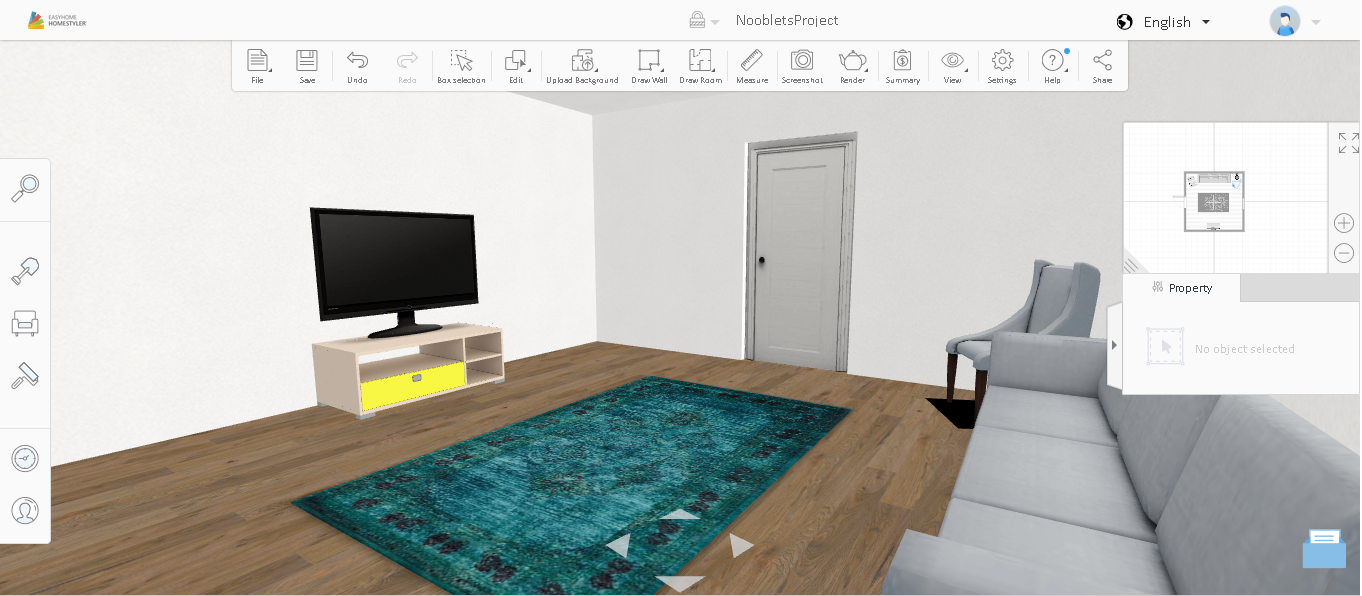 EASYHOME
HOMESTYLER
NoobletsProject
English
File
Save
Undo
Redo
Box selection
Edit
Upload Background
Draw Wall
Draw Room
Measure
Screenshot
Render
Summary
View
Settings
Help
Share
Property
No object selected